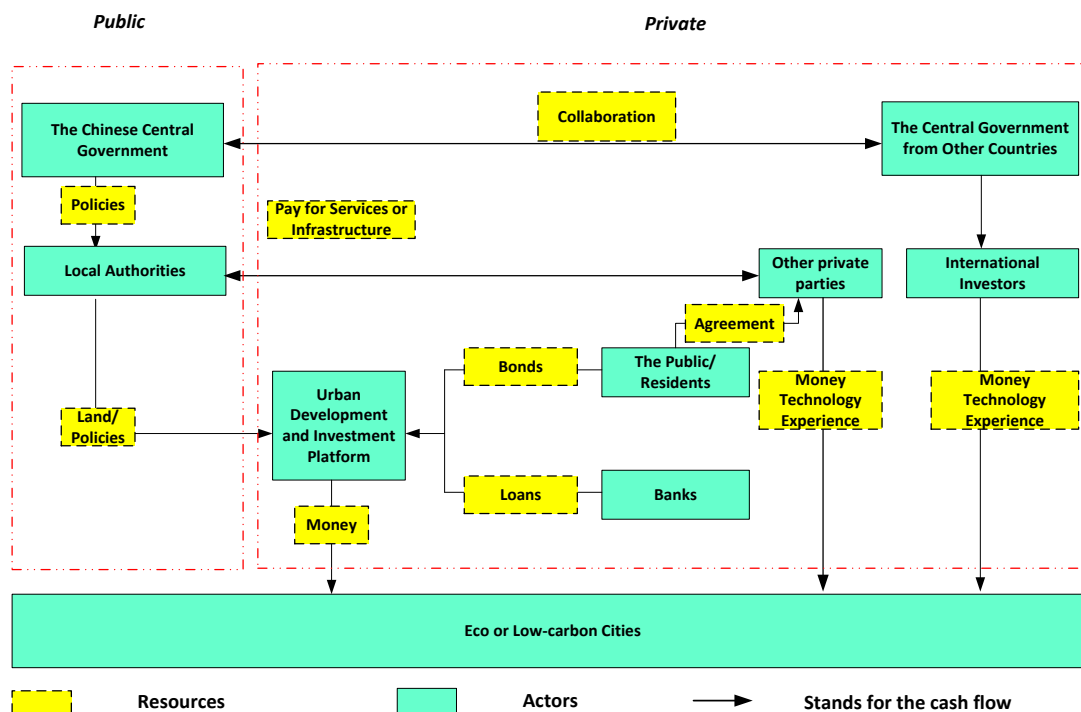 Public
Private
The Chinese Central
Government
Collaboration
The Central Government
from Other Countries
Policies
Pay for Services or
Infrastructure
Local Authorities
Other private
parties
International
Investors
Agreement
Bonds
The Public/
Residents
Urban
Development
and Investment
Platform
Money
Technology
Experience
Money
Technology
Experience
Land/
Policies
Loans
Banks
Money
Eco or Low-carbon Cities
Resources
Actors
Stands for the cash flow